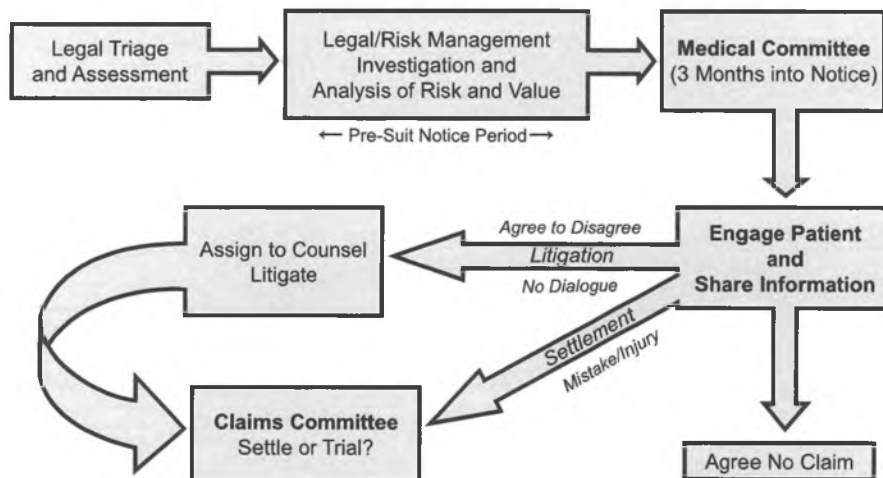 Legal Triage
and Assessment
Legal/Risk Management
Investigation and
Analysis of Risk and Value
← Pre-Suit Notice Period →
Medical Committee
(3 Months into Notice)
Assign to Counsel
Litigate
Agree to Disagree
Litigation
No Dialogue
Engage Patient
and
Share Information
Settlement
Mistake/Injury
Claims Committee
Settle or Trial?
Agree No Claim